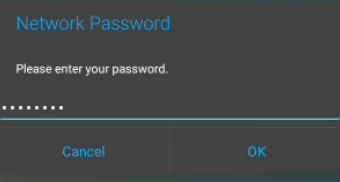 Network Password
Please enter your password.
........
Cancel
OK